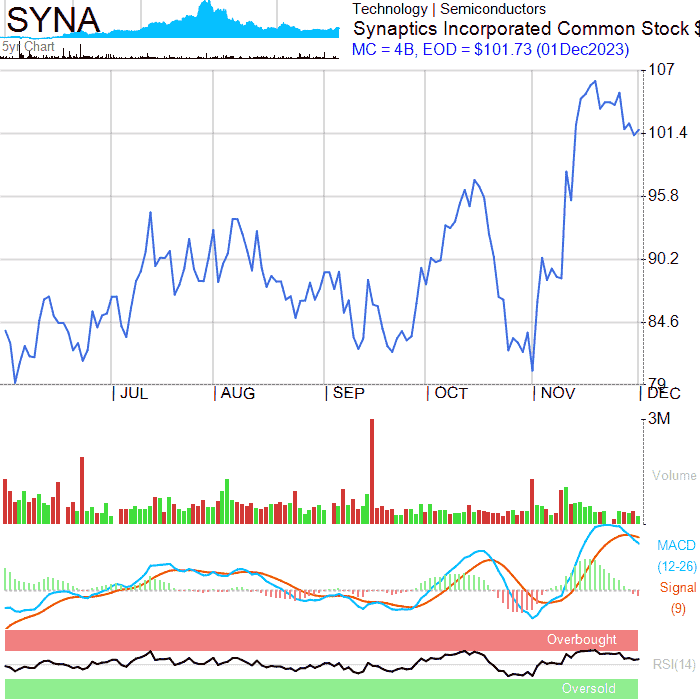 SYNA
5yr Chart
Technology | Semiconductors
Synaptics Incorporated Common Stock $
MC = 4B, EOD = $101.73 (01Dec2023)
107
101.4
95.8
90.2
84.6
79
JUL AUG SEP OCT NOV DEC
3M
Volume
MACD
(12-26)
Signal
(9)
Overbought
RSI(14)
Oversold